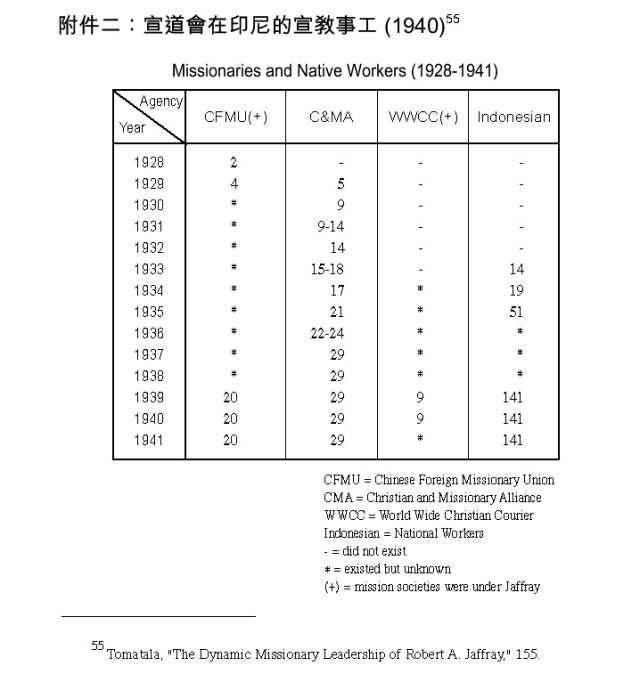 附件二：宣道會在印尼的宣教事工 (1940)55
Missionaries and Native Workers (1928-1941)
Agency
Year
CFMU(+) C&MA WWCC(+) Indonesian
1928 2 - - -
1929 4 5 - -
1930 * 9 - -
1931 * 9-14 - -
1932 * 14 - -
1933 * 15-18 - 14
1934 * 17 * 19
1935 * 21 * 51
1936 * 22-24 * *
1937 * 29 * *
1938 * 29 * *
1939 20 29 9 141
1940 20 29 9 141
1941 20 29 * 141
CFMU = Chinese Foreign Missionary Union
CMA = Christian and Missionary Alliance
WWCC = World Wide Christian Courier
Indonesian = National Workers
- = did not exist
* = existed but unknown
(+) = mission societies were under Jaffray
55 Tomatala, "The Dynamic Missionary Leadership of Robert A. Jaffray," 155.